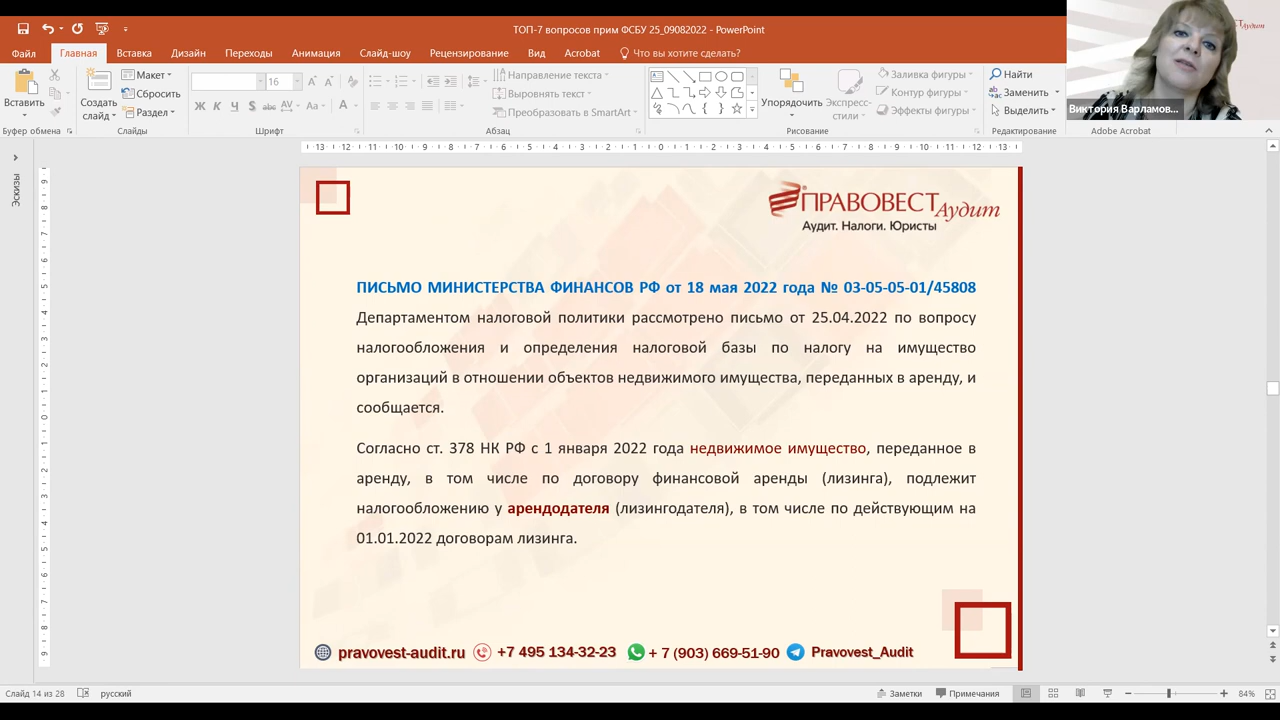 ТОП-7 вопросов прим ФСБУ 25_09082022 - PowerPoint
Файл Главная Вставка Дизайн Переходы Анимация Слайд-шоу Рецензирование Вид Acrobat Что вы хотите сделать?
Вставить
Создать слайд
Макет
Сбросить
Раздел
16
Ж К Ч S abc AV Aa А
Направление текста
Выровнять текст
Преобразовать в SmartArt
Упорядочить
Экспресс-стили
Заливка фигуры
Контур фигуры
Эффекты фигуры
Найти
Заменить
Выделить
Буфер обмена Слайды Шрифт Абзац Рисование Редактирование Adobe Acrobat
Виктория Варламов...
Эскизы
ПРАВОВЕСТ Аудит
Аудит. Налоги. Юристы
ПИСЬМО МИНИСТЕРСТВА ФИНАНСОВ РФ от 18 мая 2022 года № 03-05-05-01/45808
Департаментом налоговой политики рассмотрено письмо от 25.04.2022 по вопросу
налогообложения и определения налоговой базы по налогу на имущество
организаций в отношении объектов недвижимого имущества, переданных в аренду, и
сообщается.
Согласно ст. 378 НК РФ с 1 января 2022 года недвижимое имущество, переданное в
аренду, в том числе по договору финансовой аренды (лизинга), подлежит
налогообложению у арендодателя (лизингодателя), в том числе по действующим на
01.01.2022 договорам лизинга.
pravovest-audit.ru +7 495 134-32-23 + 7 (903) 669-51-90 Pravovest_Audit
Слайд 14 из 28 русский Заметки Примечания 84%